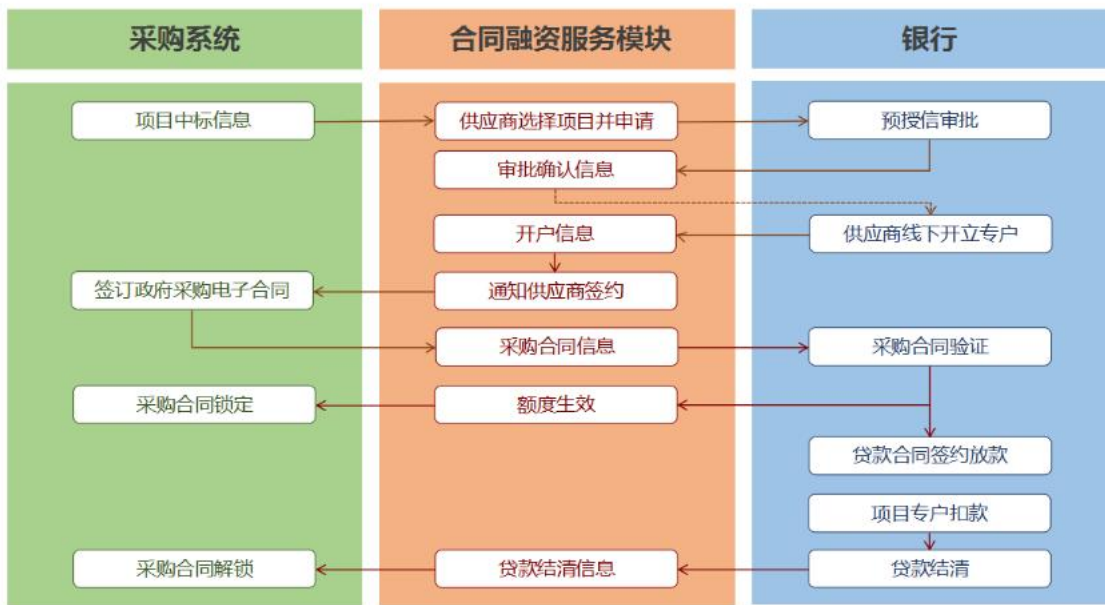 采购系统
合同融资服务模块
银行
项目中标信息
供应商选择项目并申请
预授信审批
审批确认信息
开户信息
供应商线下开立专户
签订政府采购电子合同
通知供应商签约
采购合同信息
采购合同验证
采购合同锁定
额度生效
贷款合同签约放款
项目专户扣款
采购合同解锁
贷款结清信息
贷款结清